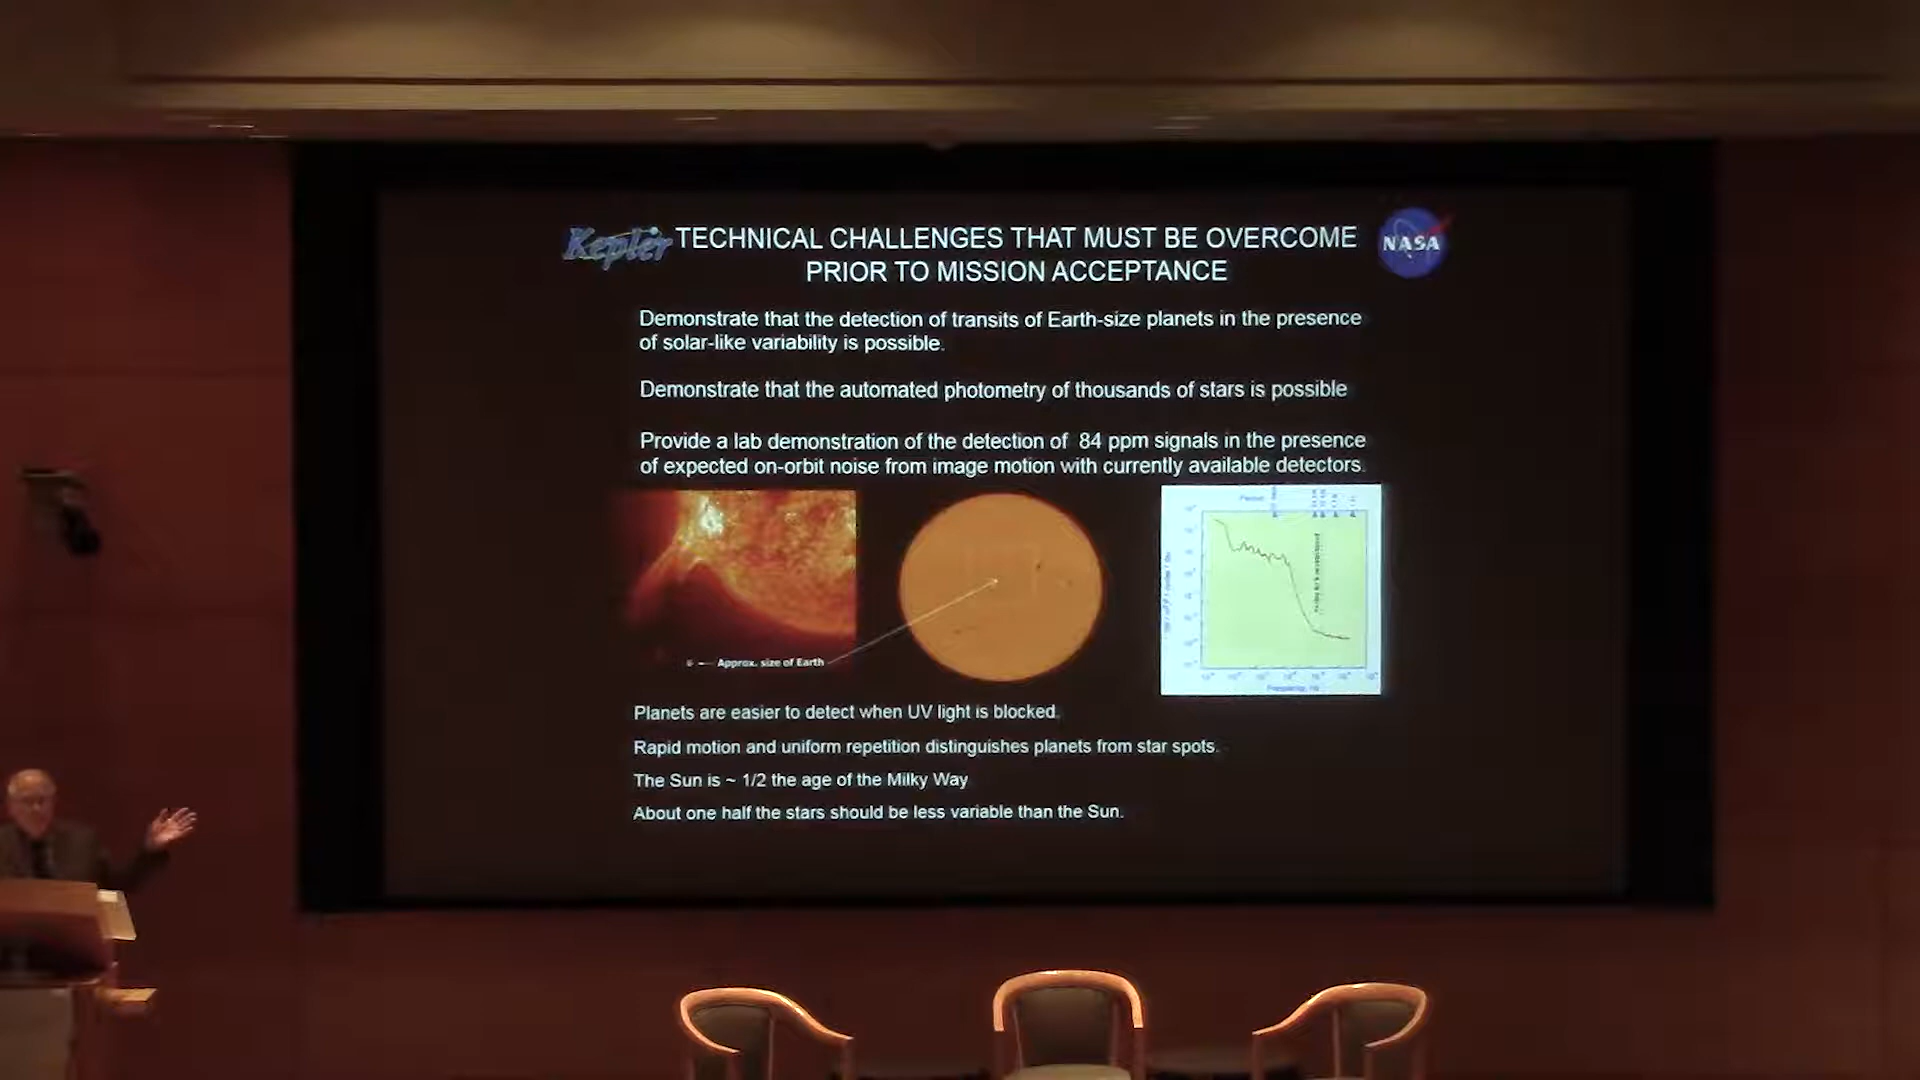 Kepler
TECHNICAL CHALLENGES THAT MUST BE OVERCOME
PRIOR TO MISSION ACCEPTANCE
NASA
Demonstrate that the detection of transits of Earth-size planets in the presence
of solar-like variability is possible.
Demonstrate that the automated photometry of thousands of stars is possible
Provide a lab demonstration of the detection of 84 ppm signals in the presence
of expected on-orbit noise from image motion with currently available detectors.
Approx. size of Earth
Period
Frequency, Hz
Planets are easier to detect when UV light is blocked.
Rapid motion and uniform repetition distinguishes planets from star spots.
The Sun is ~ 1/2 the age of the Milky Way
About one half the stars should be less variable than the Sun.